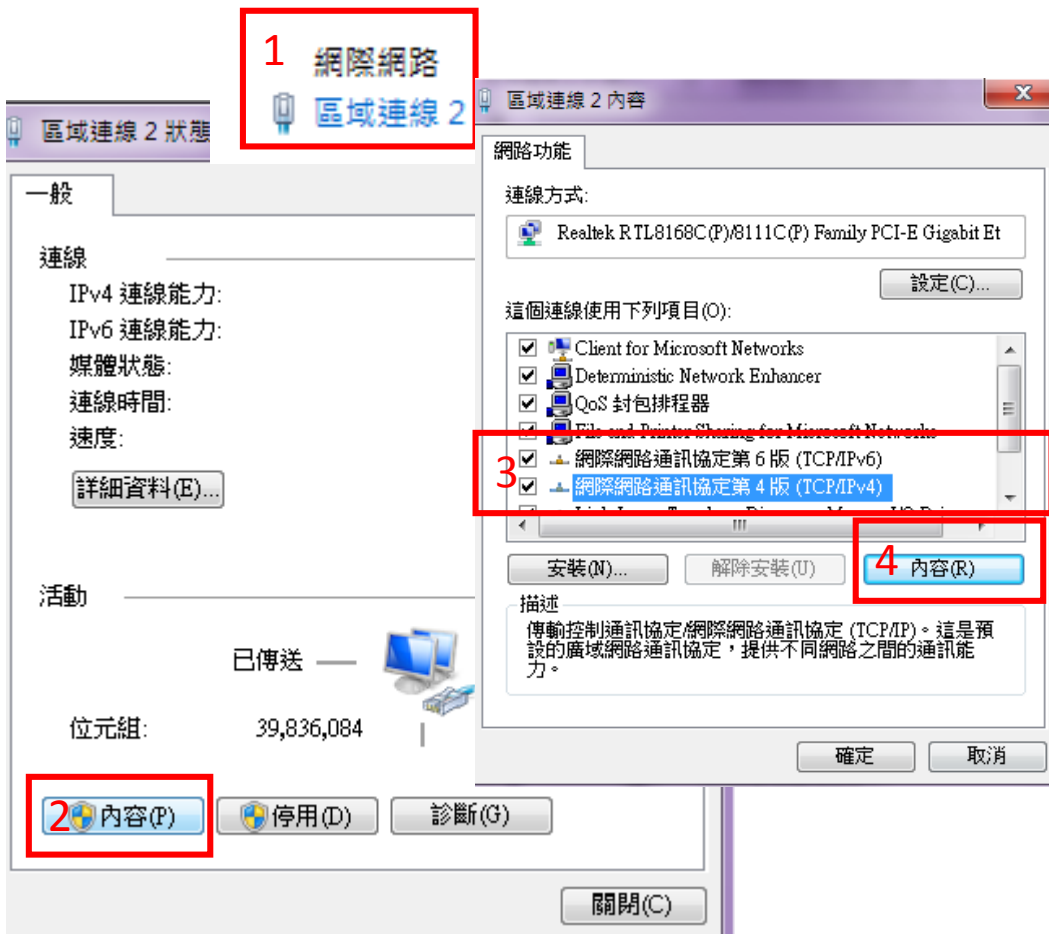 1
網際網路
區域連線 2
區域連線 2 狀態
一般
連線
IPv4 連線能力:
IPv6 連線能力:
媒體狀態:
連線時間:
速度:
詳細資料(E)...
活動
已傳送
位元組:
39,836,084
2
內容(P)
停用(D)
診斷(G)
關閉(C)
區域連線 2 內容
網路功能
連線方式:
Realtek RTL8168C(P)/8111C(P) Family PCI-E Gigabit Et
設定(C)...
這個連線使用下列項目(O):
Client for Microsoft Networks
Deterministic Network Enhancer
QoS 封包排程器
File and Printer Sharing for Microsoft Networks
3
網際網路通訊協定第 6 版 (TCP/IPv6)
網際網路通訊協定第 4 版 (TCP/IPv4)
安裝(N)...
解除安裝(U)
4
內容(R)
描述
傳輸控制通訊協定/網際網路通訊協定 (TCP/IP)。這是預
設的廣域網路通訊協定，提供不同網路之間的通訊能
力。
確定
取消